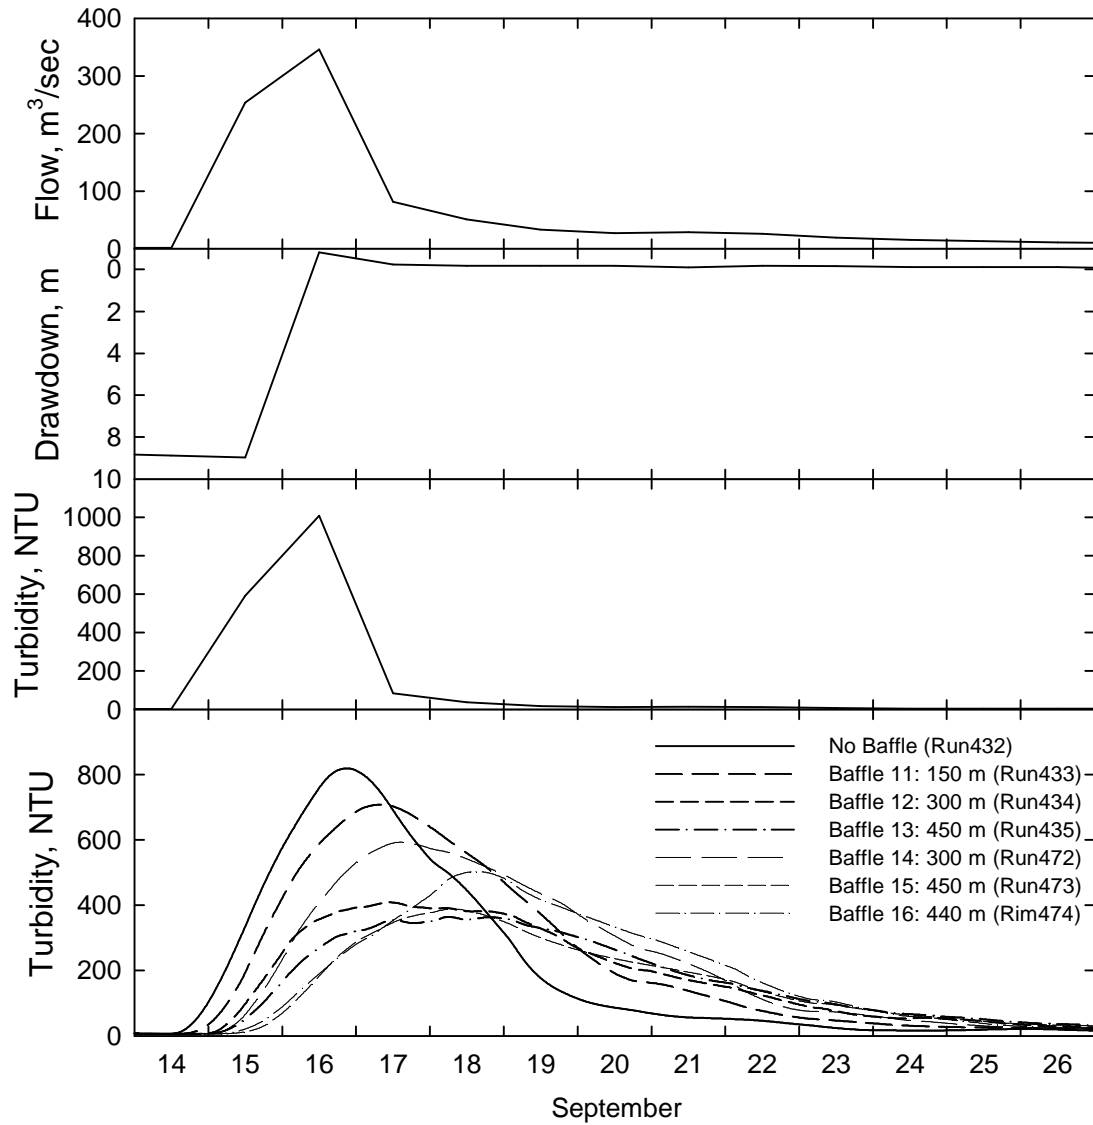 400
300
200
100
0
Flow, m³/sec
0
2
4
6
8
10
Drawdown, m
1000
800
600
400
200
0
Turbidity, NTU
800
600
400
200
0
Turbidity, NTU
No Baffle (Run432)
Baffle 11: 150 m (Run433)
Baffle 12: 300 m (Run434)
Baffle 13: 450 m (Run435)
Baffle 14: 300 m (Run472)
Baffle 15: 450 m (Run473)
Baffle 16: 440 m (Rim474)
14 15 16 17 18 19 20 21 22 23 24 25 26
September